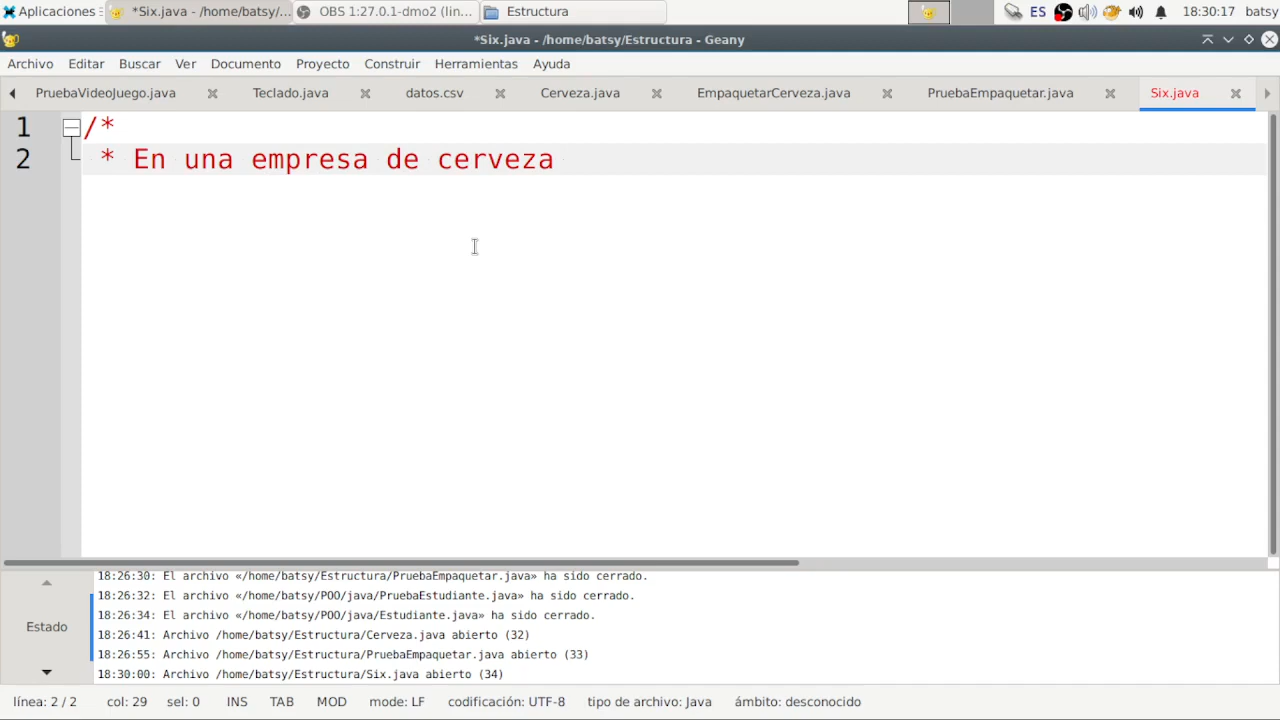 Aplicaciones
*Six.java - /home/batsy/...
OBS 1:27.0.1-dmo2 (lin...
Estructura
ES
18:30:17
batsy
*Six.java - /home/batsy/Estructura - Geany
Archivo Editar Buscar Ver Documento Proyecto Construir Herramientas Ayuda
PruebaVideoJuego.java Teclado.java datos.csv Cerveza.java EmpaquetarCerveza.java PruebaEmpaquetar.java Six.java
1 /*
2 * En una empresa de cerveza
18:26:30: El archivo «/home/batsy/Estructura/PruebaEmpaquetar.java» ha sido cerrado.
18:26:32: El archivo «/home/batsy/POO/java/PruebaEstudiante.java» ha sido cerrado.
18:26:34: El archivo «/home/batsy/POO/java/Estudiante.java» ha sido cerrado.
Estado
18:26:41: Archivo /home/batsy/Estructura/Cerveza.java abierto (32)
18:26:55: Archivo /home/batsy/Estructura/PruebaEmpaquetar.java abierto (33)
18:30:00: Archivo /home/batsy/Estructura/Six.java abierto (34)
línea: 2 / 2 col: 29 sel: 0 INS TAB MOD mode: LF codificación: UTF-8 tipo de archivo: Java ámbito: desconocido